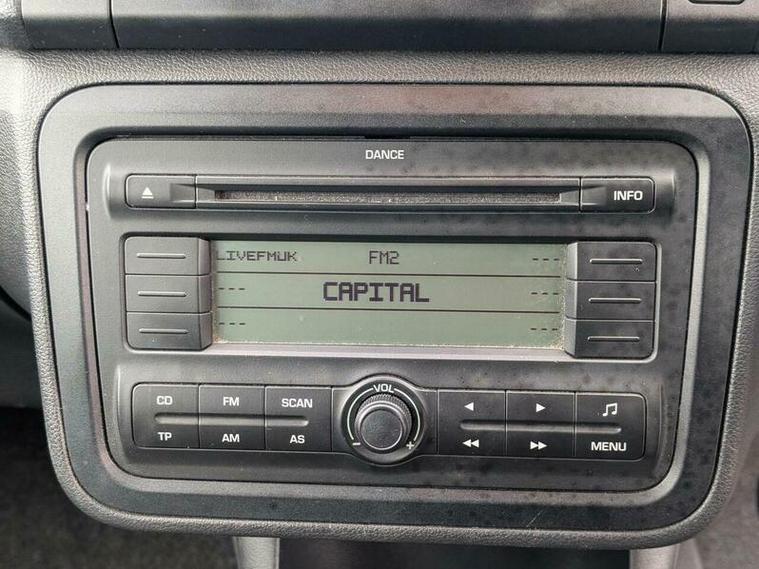 DANCE
INFO
LIVEFMUK FM2 ---
--- CAPITAL ---
--- ---
CD FM SCAN VOL
TP AM AS - +
MENU